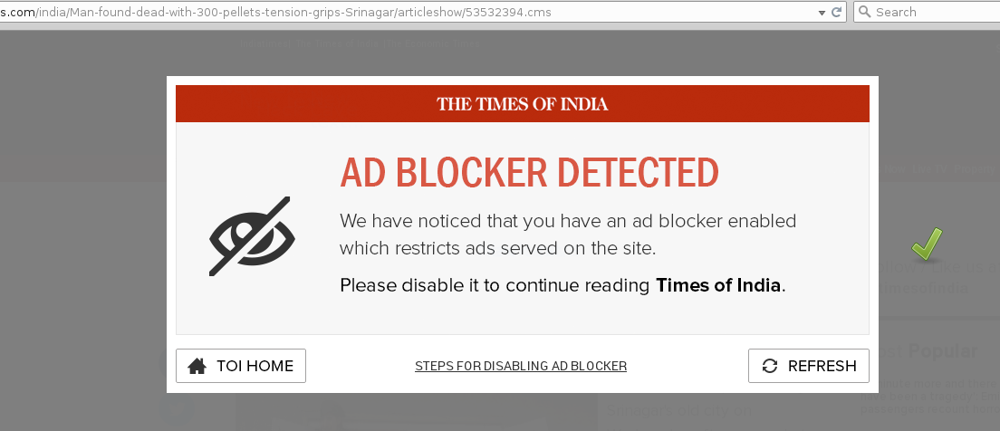 s.com/india/Man-found-dead-with-300-pellets-tension-grips-Srinagar/articleshow/53532394.cms
Search
THE TIMES OF INDIA
AD BLOCKER DETECTED
We have noticed that you have an ad blocker enabled
which restricts ads served on the site.
Please disable it to continue reading Times of India.
TOI HOME
STEPS FOR DISABLING AD BLOCKER
REFRESH
Popular